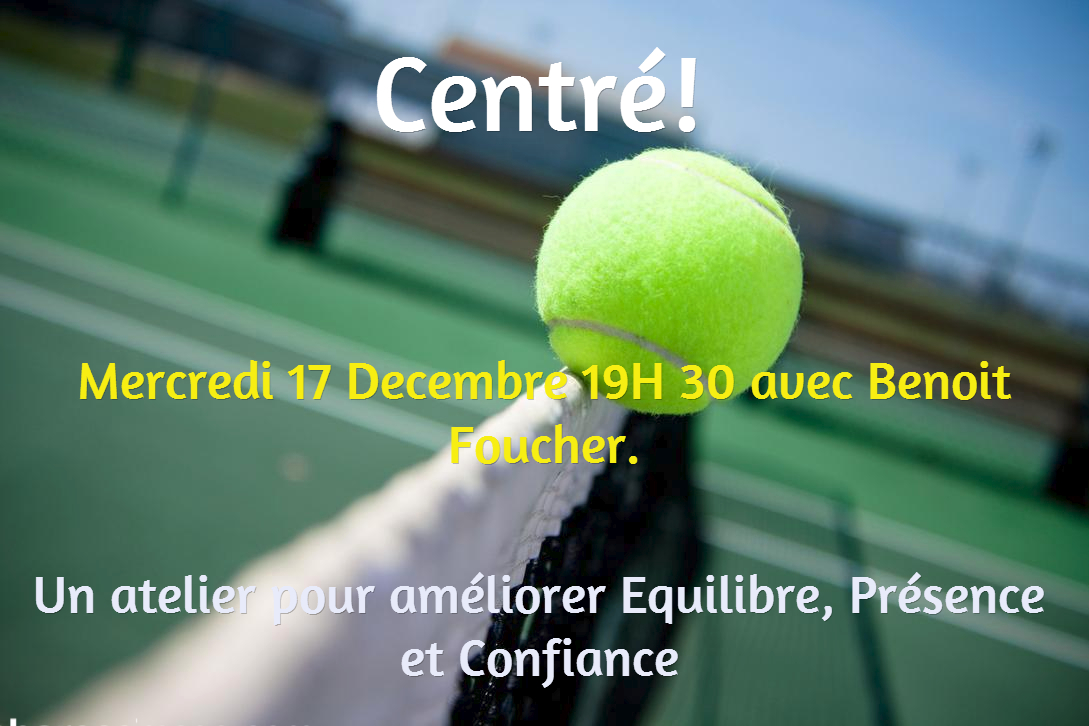 Centré!
Mercredi 17 Decembre 19H 30 avec Benoit
Foucher.
Un atelier pour améliorer Equilibre, Présence
et Confiance